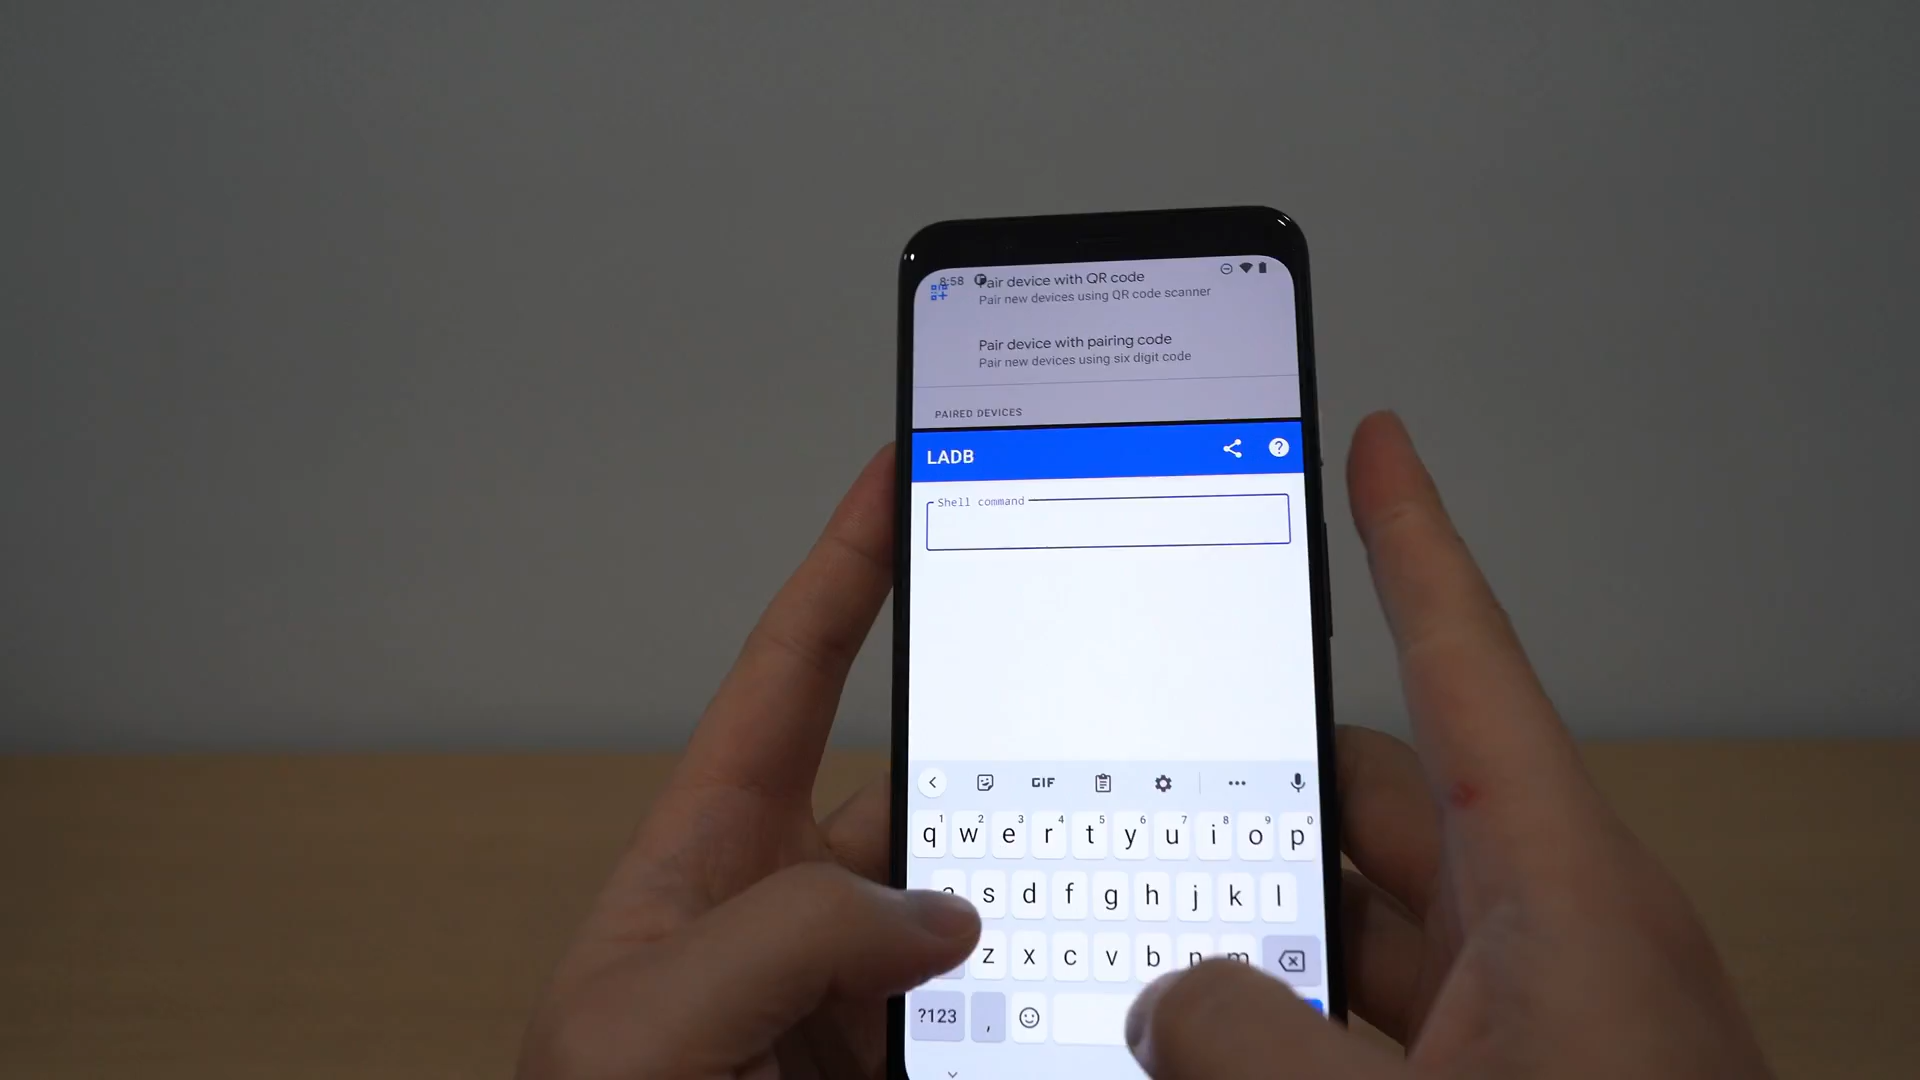 8:58
Pair device with QR code
Pair new devices using QR code scanner
Pair device with pairing code
Pair new devices using six digit code
PAIRED DEVICES
LADB
?
Shell command
GIF
1 2 3 4 5 6 7 8 9 0
q w e r t y u i o p
s d f g h j k l
z x c v b n m
?123 ,